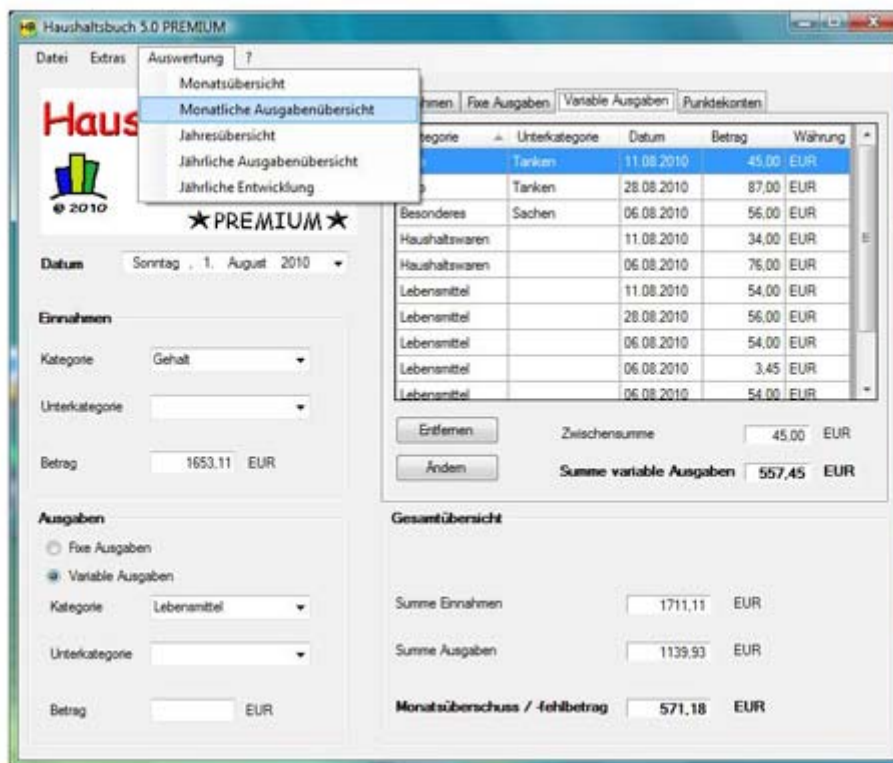 HB Haushaltsbuch 5.0 PREMIUM
Datei Extras Auswertung ?
Monatsübersicht
Monatliche Ausgabenübersicht
Jahresübersicht
Jährliche Ausgabenübersicht
Jährliche Entwicklung
Haus
© 2010
★PREMIUM★
Datum Sonntag , 1. August 2010
Einnahmen
Kategorie Gehalt
Unterkategorie
Betrag 1653,11 EUR
Ausgaben
Fixe Ausgaben
Variable Ausgaben
Kategorie Lebensmittel
Unterkategorie
Betrag EUR
Fixe Ausgaben Variable Ausgaben Punktekonten
Unterkategorie Datum Betrag Währung
Tanken 11.08.2010 45,00 EUR
Tanken 28.08.2010 87,00 EUR
Besonderes Sachen 06.08.2010 56,00 EUR
Haushaltswaren 11.08.2010 34,00 EUR
Haushaltswaren 06.08.2010 76,00 EUR
Lebensmittel 11.08.2010 54,00 EUR
Lebensmittel 28.08.2010 56,00 EUR
Lebensmittel 06.08.2010 54,00 EUR
Lebensmittel 06.08.2010 3,45 EUR
Lebensmittel 06.08.2010 54,00 EUR
Entfernen Zwischensumme 45,00 EUR
Ändern Summe variable Ausgaben 557,45 EUR
Gesamtübersicht
Summe Einnahmen 1711,11 EUR
Summe Ausgaben 1139,93 EUR
Monatsüberschuss / -fehlbetrag 571,18 EUR